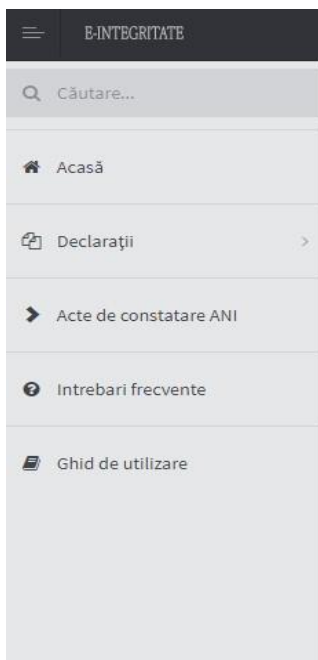 E-INTEGRITATE
Căutare...
Acasă
Declaraţii
Acte de constatare ANI
Intrebari frecvente
Ghid de utilizare